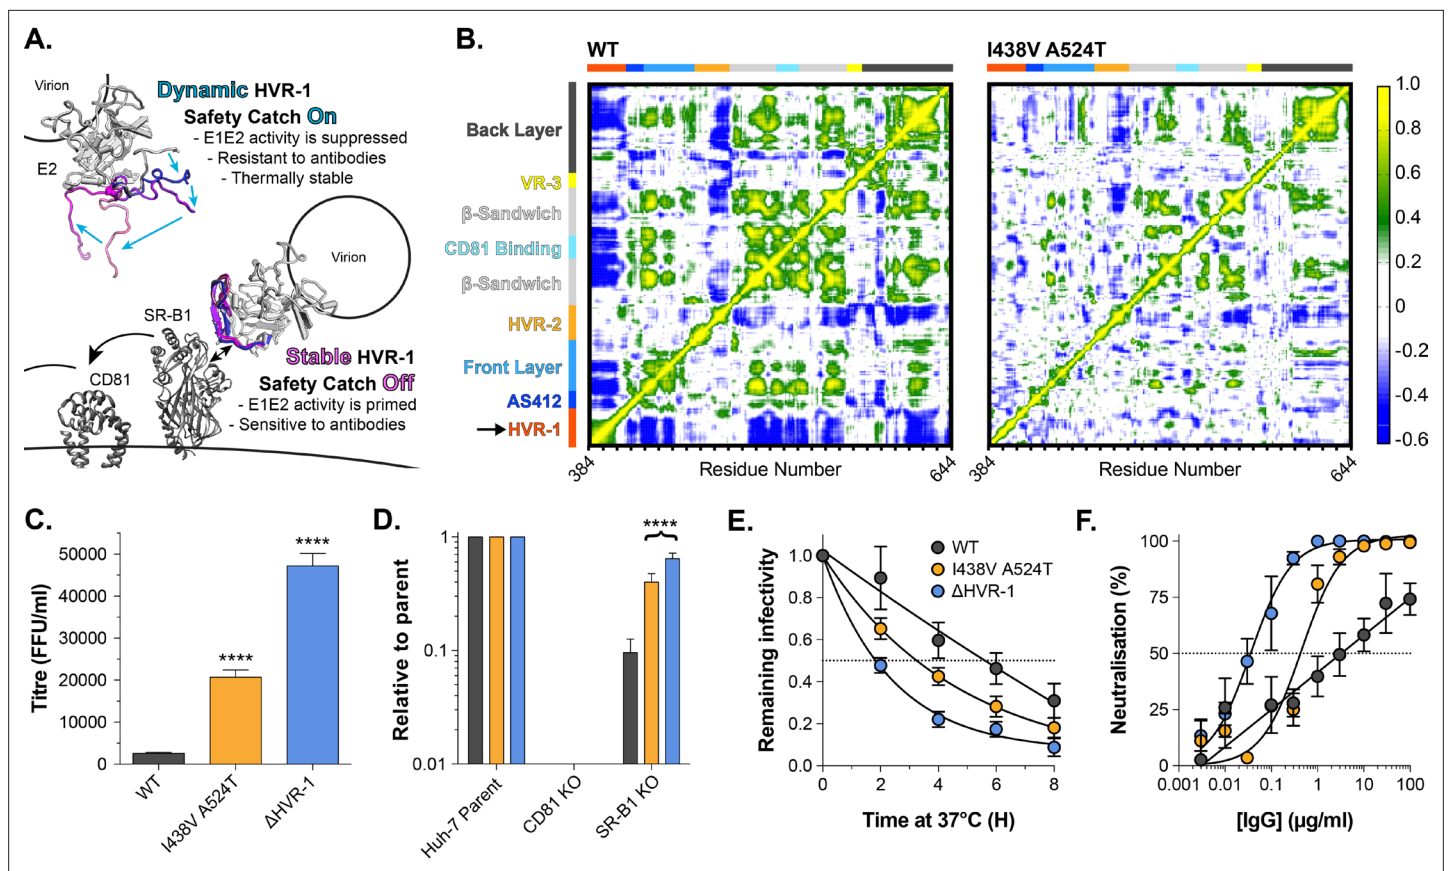 A.
Virion
Dynamic HVR-1
Safety Catch On
- E1E2 activity is suppressed
- Resistant to antibodies
- Thermally stable
E2
Virion
SR-B1
CD81
Stable HVR-1
Safety Catch Off
- E1E2 activity is primed
- Sensitive to antibodies
B.
WT
I438V A524T
Back Layer
VR-3
β-Sandwich
CD81 Binding
β-Sandwich
HVR-2
Front Layer
AS412
HVR-1
384
Residue Number
644
384
Residue Number
644
1.0
0.8
0.6
0.4
0.2
0
-0.2
-0.4
-0.6
C.
Titre (FFU/ml)
50000
40000
30000
20000
10000
0
****
****
WT
I438V A524T
ΔHVR-1
D.
Relative to parent
1
0.1
0.01
****
Huh-7 Parent
CD81 KO
SR-B1 KO
E.
Remaining infectivity
1.0
0.8
0.6
0.4
0.2
0.0
WT
I438V A524T
ΔHVR-1
0
2
4
6
8
Time at 37°C (H)
F.
Neutralisation (%)
100
75
50
25
0
0.001
0.01
0.1
1
10
100
[IgG] (μg/ml)